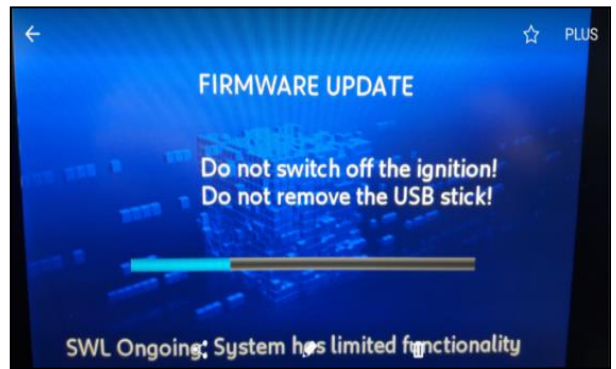 PLUS
FIRMWARE UPDATE
Do not switch off the ignition!
Do not remove the USB stick!
SWL Ongoing: System has limited functionality